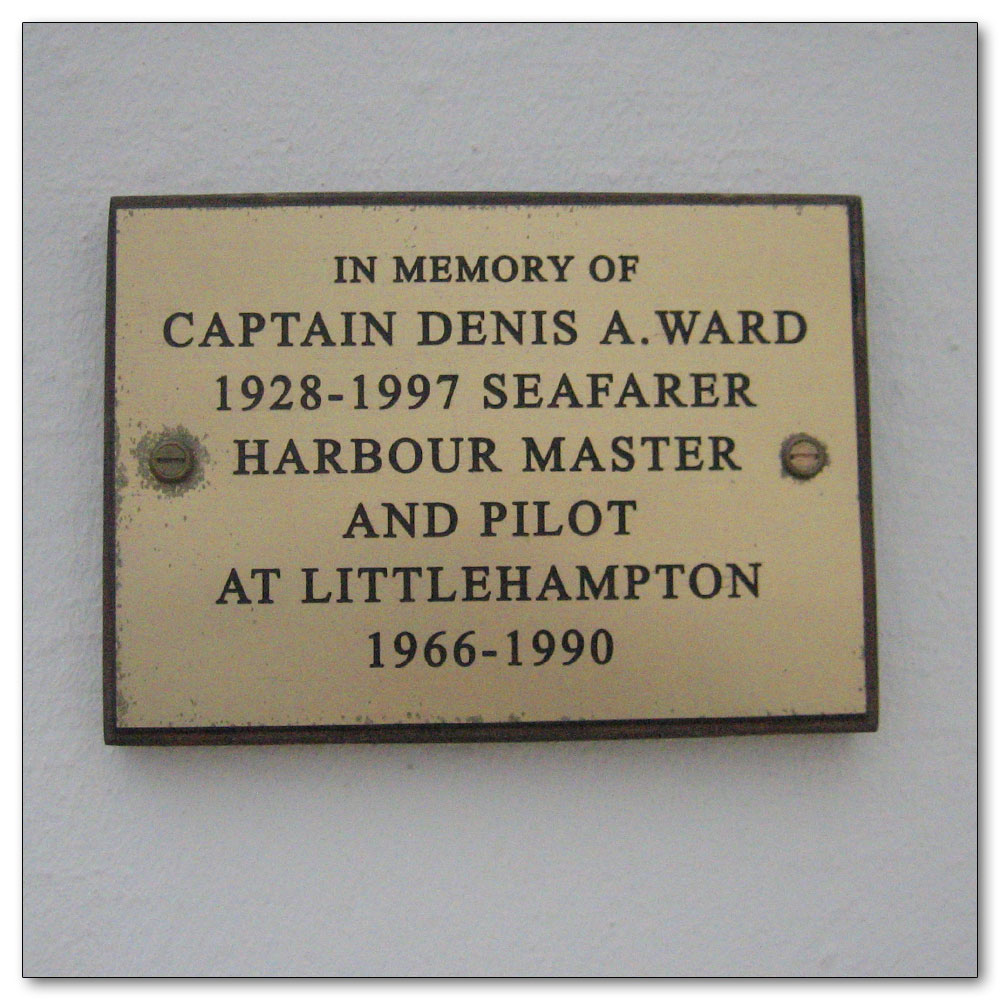 IN MEMORY OF
CAPTAIN DENIS A. WARD
1928-1997 SEAFARER
HARBOUR MASTER
AND PILOT
AT LITTLEHAMPTON
1966-1990